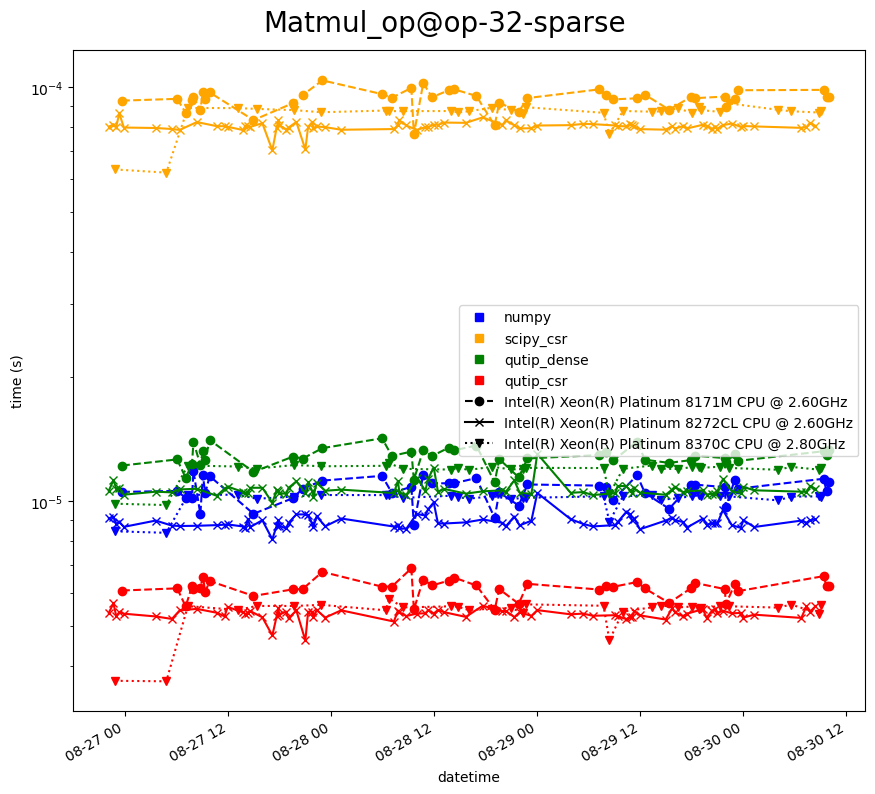 Matmul_op@op-32-sparse
time (s)
10⁻⁴
10⁻⁵
numpy
scipy_csr
qutip_dense
qutip_csr
Intel(R) Xeon(R) Platinum 8171M CPU @ 2.60GHz
Intel(R) Xeon(R) Platinum 8272CL CPU @ 2.60GHz
Intel(R) Xeon(R) Platinum 8370C CPU @ 2.80GHz
08-27 00
08-27 12
08-28 00
08-28 12
08-29 00
08-29 12
08-30 00
08-30 12
datetime